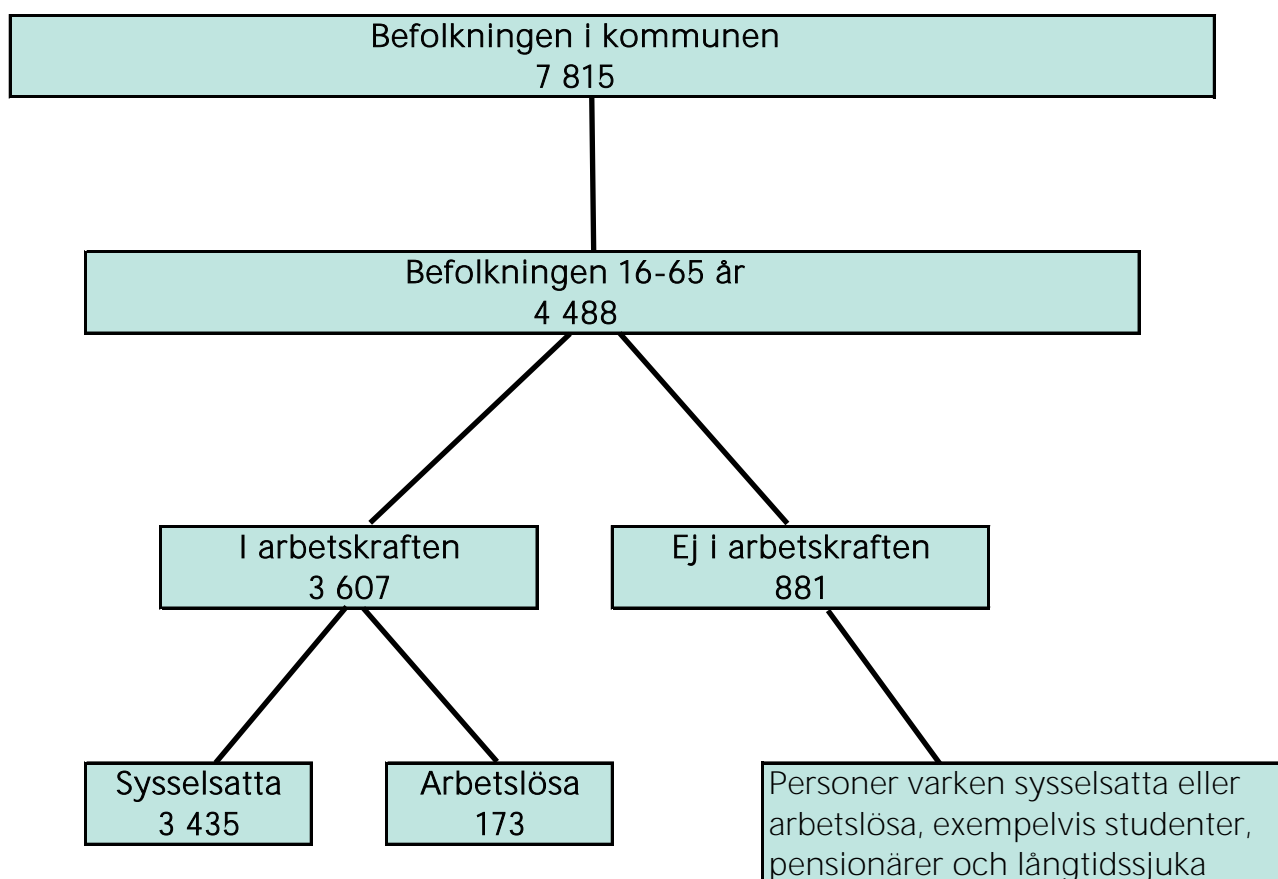 Befolkningen i kommunen
7 815
Befolkningen 16-65 år
4 488
I arbetskraften
3 607
Ej i arbetskraften
881
Sysselsatta
3 435
Arbetslösa
173
Personer varken sysselsatta eller
arbetslösa, exempelvis studenter,
pensionärer och långtidssjuka